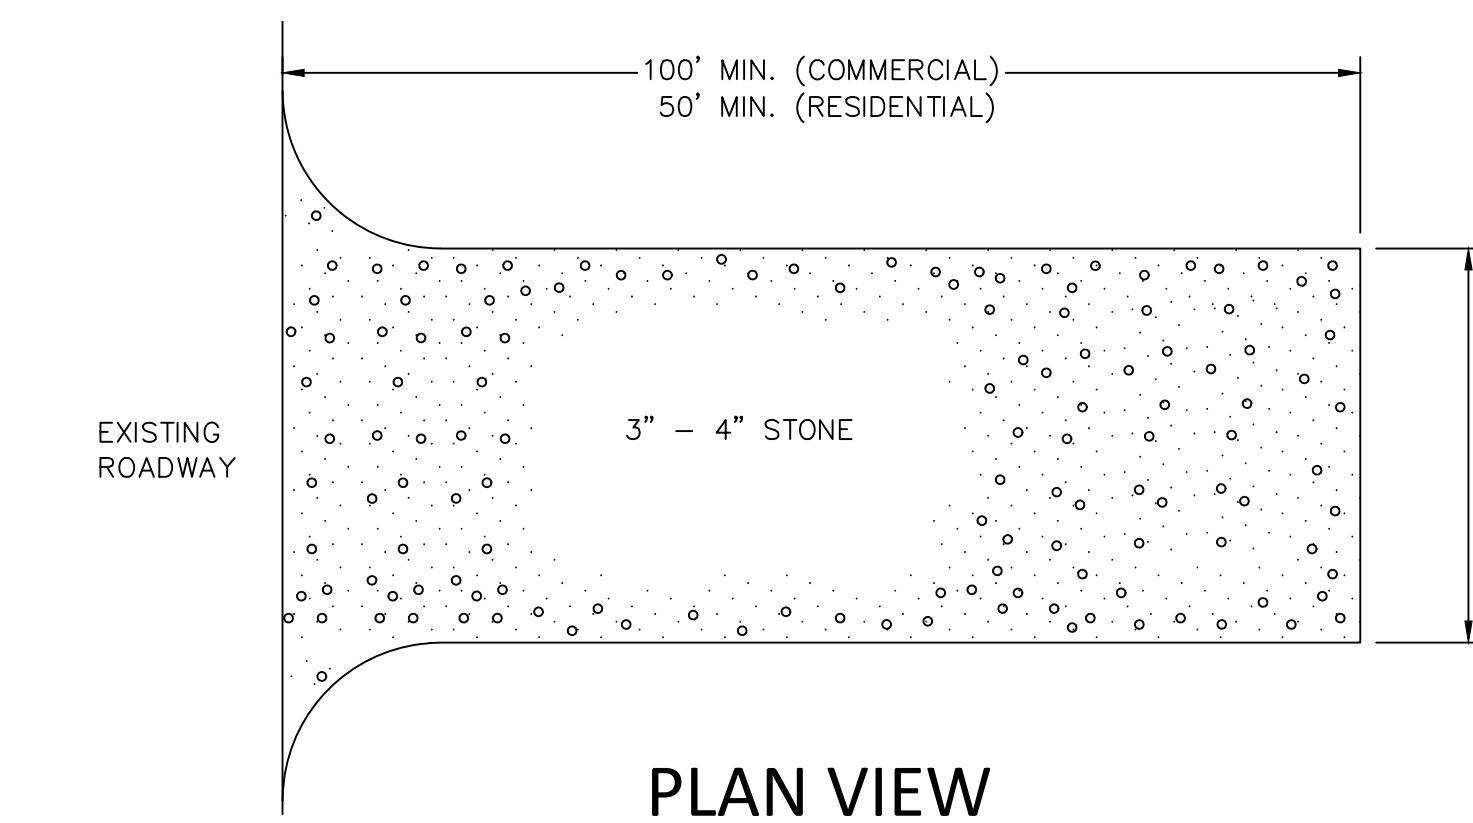 100' MIN. (COMMERCIAL)
50' MIN. (RESIDENTIAL)
3" – 4" STONE
EXISTING
ROADWAY
PLAN VIEW